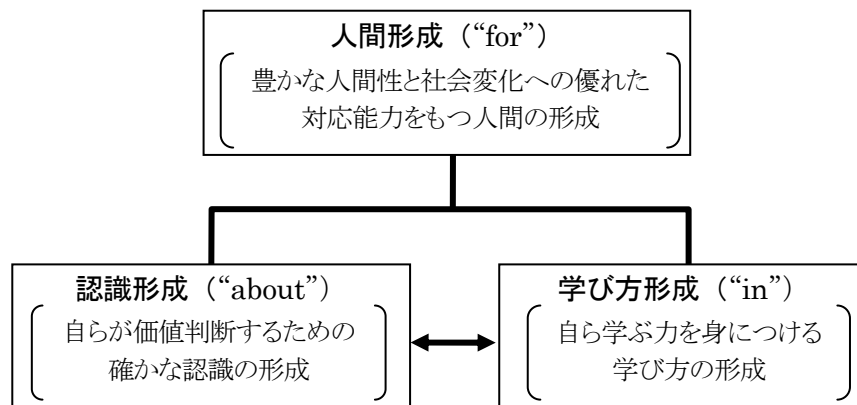 人間形成（“for”）
豊かな人間性と社会変化への優れた
対応能力をもつ人間の形成
認識形成（“about”）
自らが価値判断するための
確かな認識の形成
学び方形成（“in”）
自ら学ぶ力を身につける
学び方の形成